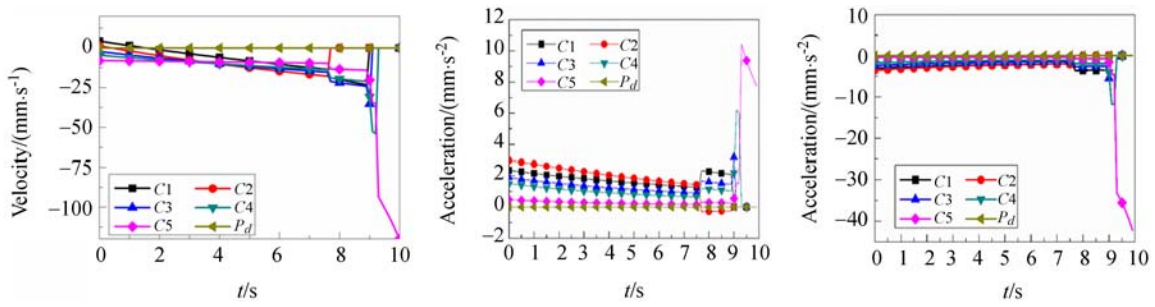 Velocity/(mm·s⁻¹)
0
−25
−50
−75
−100
C1
C2
C3
C4
C5
P_d
0 2 4 6 8 10
t/s
Acceleration/(mm·s⁻²)
12
10
8
6
4
2
0
−2
C1
C2
C3
C4
C5
P_d
0 1 2 3 4 5 6 7 8 9 10
t/s
Acceleration/(mm·s⁻²)
10
0
−10
−20
−30
−40
C1
C2
C3
C4
C5
P_d
0 1 2 3 4 5 6 7 8 9 10
t/s